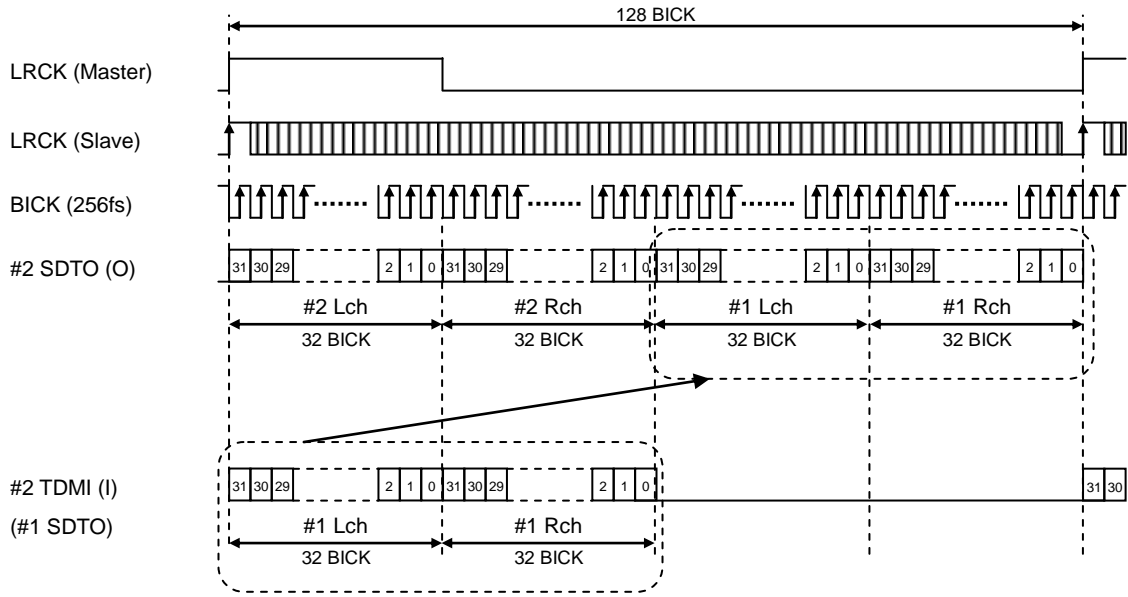 128 BICK
LRCK (Master)
LRCK (Slave)
BICK (256fs)
#2 SDTO (O)
31 30 29 2 1 0 31 30 29 2 1 0 31 30 29 2 1 0 31 30 29 2 1 0
#2 Lch #2 Rch #1 Lch #1 Rch
32 BICK 32 BICK 32 BICK 32 BICK
#2 TDMI (I)
31 30 29 2 1 0 31 30 29 2 1 0 31 30
(#1 SDTO)
#1 Lch #1 Rch
32 BICK 32 BICK